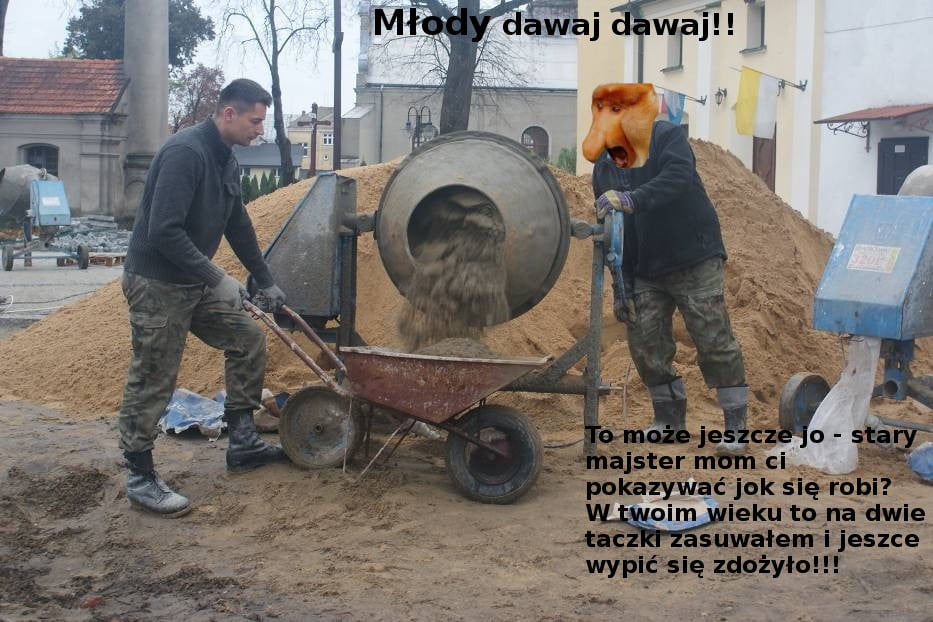 Młody dawaj dawaj!!
To może jeszcze jo - stary
majster mom ci
pokazywać jok się robi?
W twoim wieku to na dwie
taczki zasuwałem i jeszce
wypić się zdożyło!!!